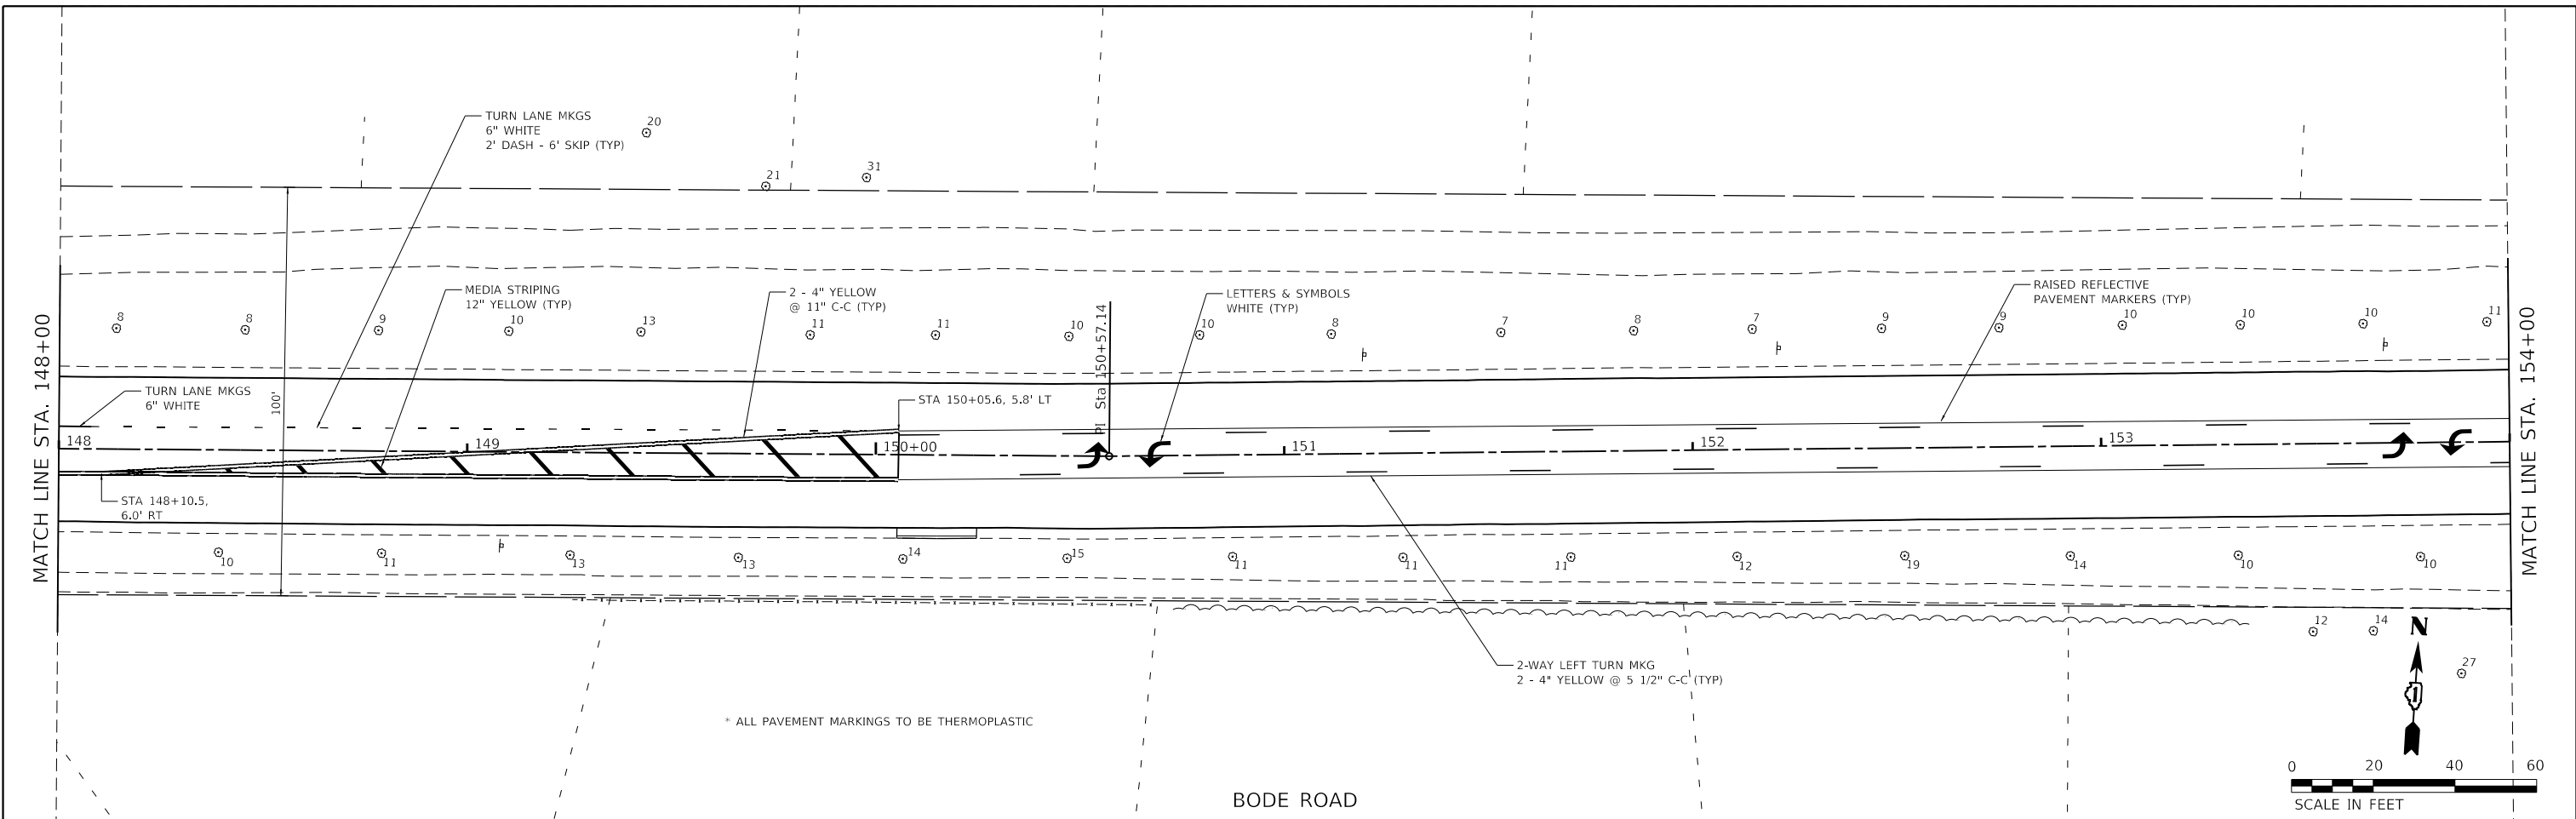 TURN LANE MKGS
6" WHITE
2' DASH - 6' SKIP (TYP)
20
21
31
MEDIA STRIPING
12" YELLOW (TYP)
2 - 4" YELLOW
@ 11" C-C (TYP)
LETTERS & SYMBOLS
WHITE (TYP)
RAISED REFLECTIVE
PAVEMENT MARKERS (TYP)
8
8
9
10
13
11
11
10
10
8
7
8
7
9
9
10
10
10
11
MATCH LINE STA. 148+00
100'
PI Sta 150+57.14
MATCH LINE STA. 154+00
TURN LANE MKGS
6" WHITE
STA 150+05.6, 5.8' LT
148
149
150+00
151
152
153
STA 148+10.5,
6.0' RT
10
11
13
13
14
15
11
11
11
12
19
14
10
10
12
14
27
N
1
2-WAY LEFT TURN MKG
2 - 4" YELLOW @ 5 1/2" C-C (TYP)
* ALL PAVEMENT MARKINGS TO BE THERMOPLASTIC
BODE ROAD
0 20 40 60
SCALE IN FEET